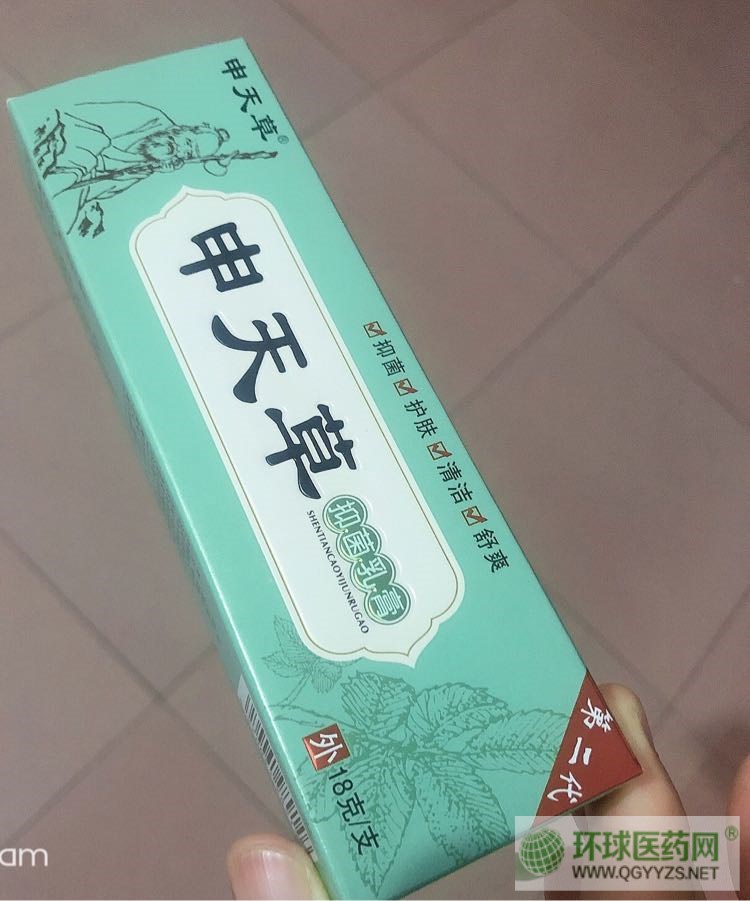 申天草®
申天草
抑菌乳膏
SHENTIANCAOYIJUNRUGAO
抑菌 护肤 清洁 舒爽
第二代
外
18克/支
am
环球医药网®
WWW.QGYYZS.NET